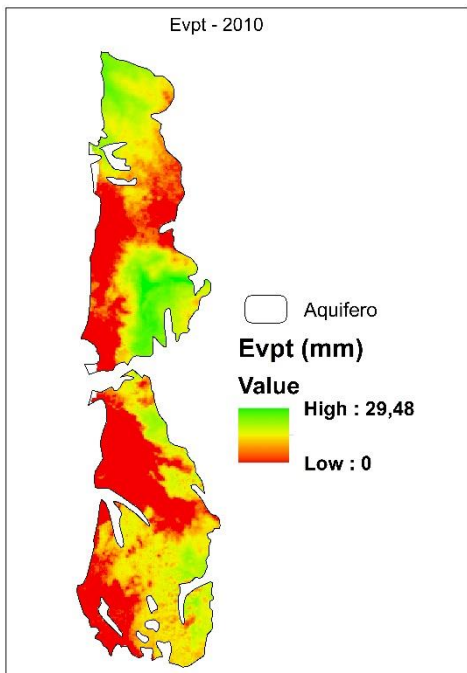 Evpt - 2010
Aquifero
Evpt (mm)
Value
High : 29,48
Low : 0